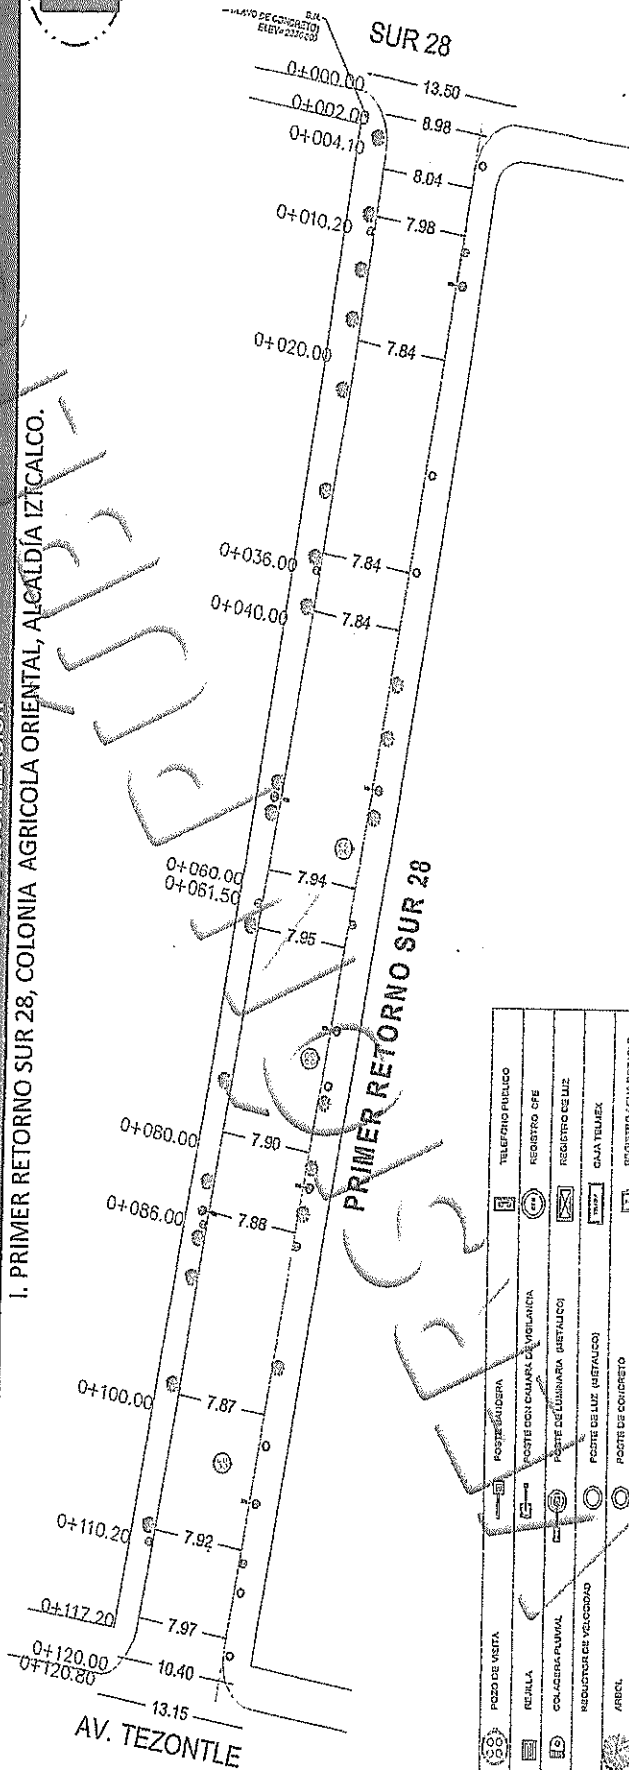 B.M.
ELEV=2230.000
SUR 28
0+000.00
13.50
0+002.00
8.98
0+004.10
8.04
0+010.20
7.98
0+020.00
7.84
0+036.00
7.84
0+040.00
7.84
0+060.00
7.94
0+061.50
7.95
0+080.00
7.90
0+086.00
7.88
0+100.00
7.87
0+110.20
7.92
0+117.20
7.97
0+120.00
10.40
0+120.80
13.15
AV. TEZONTLE
PRIMER RETORNO SUR 28
I. PRIMER RETORNO SUR 28, COLONIA AGRICOLA ORIENTAL, ALCALDÍA IZTCALCO.
POZO DE VISITA
POSTE BANDERA
TELEFONO PUBLICO
REJILLA
POSTE CON CAMARA DE VIGILANCIA
REGISTRO CFE
COLADERA PLUVIAL
POSTE DE LUMINARIA (METALICO)
REGISTRO DE LUZ
REDUCTOR DE VELOCIDAD
POSTE DE LUZ (METALICO)
CAJA TELMEX
ARBOL
POSTE DE CONCRETO